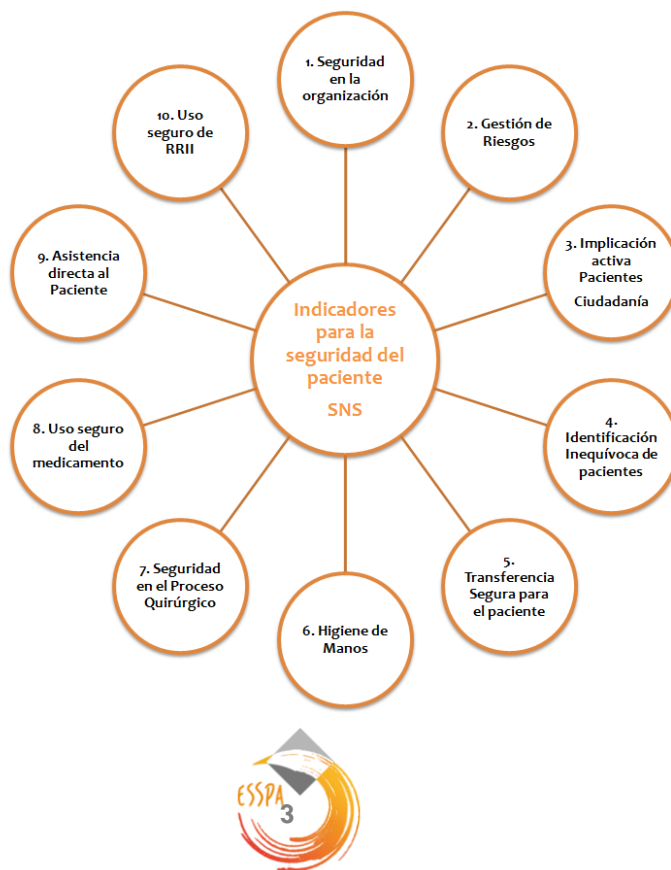 1. Seguridad
en la
organización
2. Gestión de
Riesgos
3. Implicación
activa
Pacientes
Ciudadanía
4.
Identificación
Inequívoca de
pacientes
5.
Transferencia
Segura para
el paciente
6. Higiene de
Manos
7. Seguridad
en el Proceso
Quirúrgico
8. Uso seguro
del
medicamento
9. Asistencia
directa al
Paciente
10. Uso
seguro de
RRII
Indicadores
para la
seguridad del
paciente
SNS
ESSPA
3